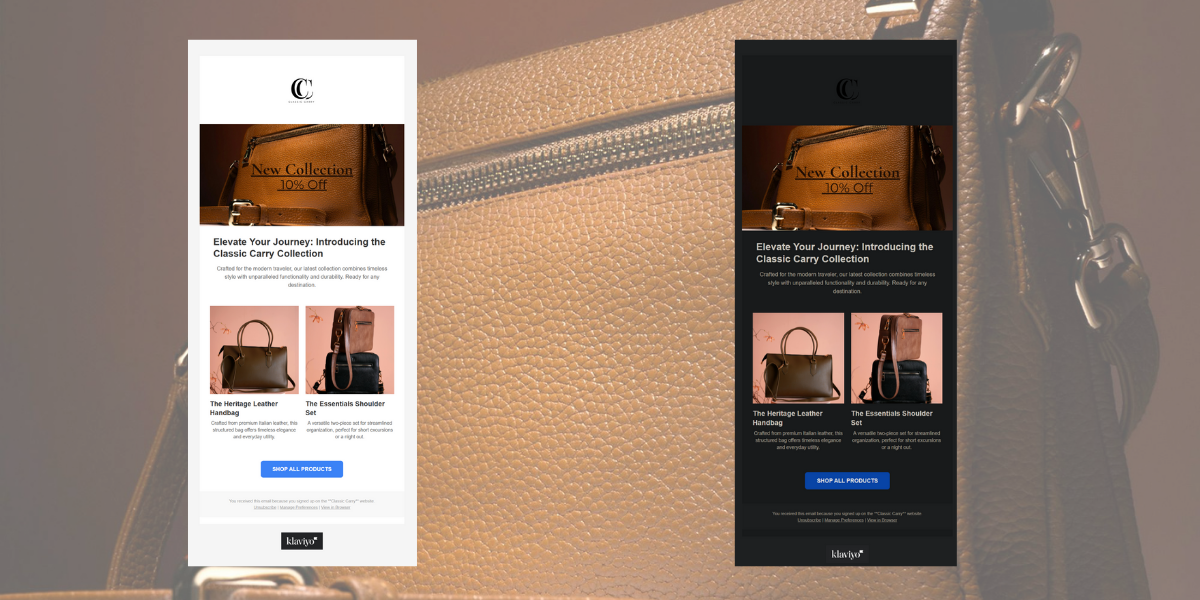 CC
CLASSIC CARRY
New Collection
10% Off
Elevate Your Journey: Introducing the
Classic Carry Collection
Crafted for the modern traveler, our latest collection combines timeless
style with unparalleled functionality and durability. Ready for any
destination.
The Heritage Leather
Handbag
Crafted from premium Italian leather, this
structured bag offers timeless elegance
and everyday utility.
The Essentials Shoulder
Set
A versatile two-piece set for streamlined
organization, perfect for short excursions
or a night out.
SHOP ALL PRODUCTS
You received this email because you signed up on the "Classic Carry" website
Unsubscribe | Manage Preferences | View in Browser
klaviyo
CC
New Collection
10% Off
Elevate Your Journey: Introducing the
Classic Carry Collection
Crafted for the modern traveler, our latest collection combines timeless
style with unparalleled functionality and durability. Ready for any
destination.
The Heritage Leather
Handbag
Crafted from premium Italian leather, this
structured bag offers timeless elegance
and everyday utility.
The Essentials Shoulder
Set
A versatile two-piece set for streamlined
organization, perfect for short excursions
or a night out.
SHOP ALL PRODUCTS
You received this email because you signed up on the "Classic Carry" website
Unsubscribe | Manage Preferences | View in Browser
klaviyo